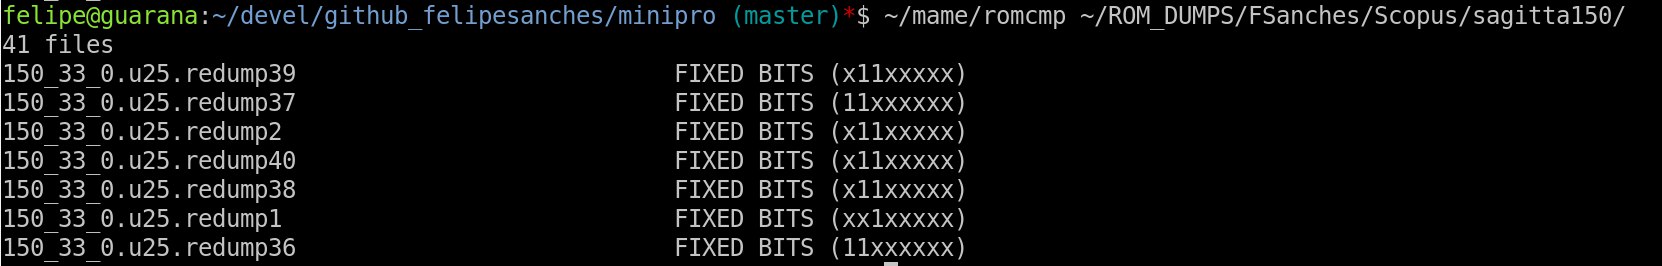 felipe@guarana:~/devel/github_felipesanches/minipro (master)*$ ~/mame/romcmp ~/ROM_DUMPS/FSanches/Scopus/sagitta150/
41 files
150_33_0.u25.redump39 FIXED BITS (x11xxxxx)
150_33_0.u25.redump37 FIXED BITS (11xxxxxx)
150_33_0.u25.redump2 FIXED BITS (x11xxxxx)
150_33_0.u25.redump40 FIXED BITS (x11xxxxx)
150_33_0.u25.redump38 FIXED BITS (x11xxxxx)
150_33_0.u25.redump1 FIXED BITS (xx1xxxxx)
150_33_0.u25.redump36 FIXED BITS (11xxxxxx)